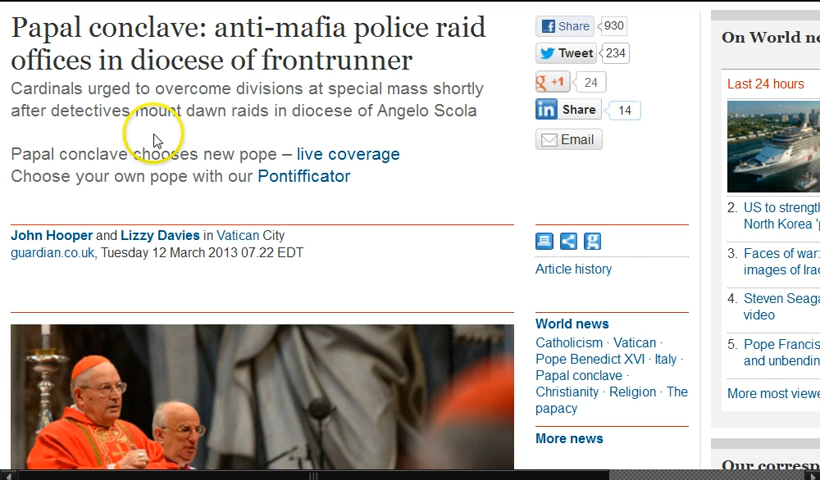 Papal conclave: anti-mafia police raid
offices in diocese of frontrunner
Cardinals urged to overcome divisions at special mass shortly
after detectives mount dawn raids in diocese of Angelo Scola
Papal conclave chooses new pope – live coverage
Choose your own pope with our Pontifficator
John Hooper and Lizzy Davies in Vatican City
guardian.co.uk, Tuesday 12 March 2013 07.22 EDT
Share 930
Tweet 234
+1 24
Share 14
Email
Article history
World news
Catholicism · Vatican ·
Pope Benedict XVI · Italy ·
Papal conclave ·
Christianity · Religion · The
papacy
More news
On World ne
Last 24 hours
2. US to strength
North Korea 'p
3. Faces of war:
images of Ira
4. Steven Seaga
video
5. Pope Francis
and unbending
More most viewe
Our corresp